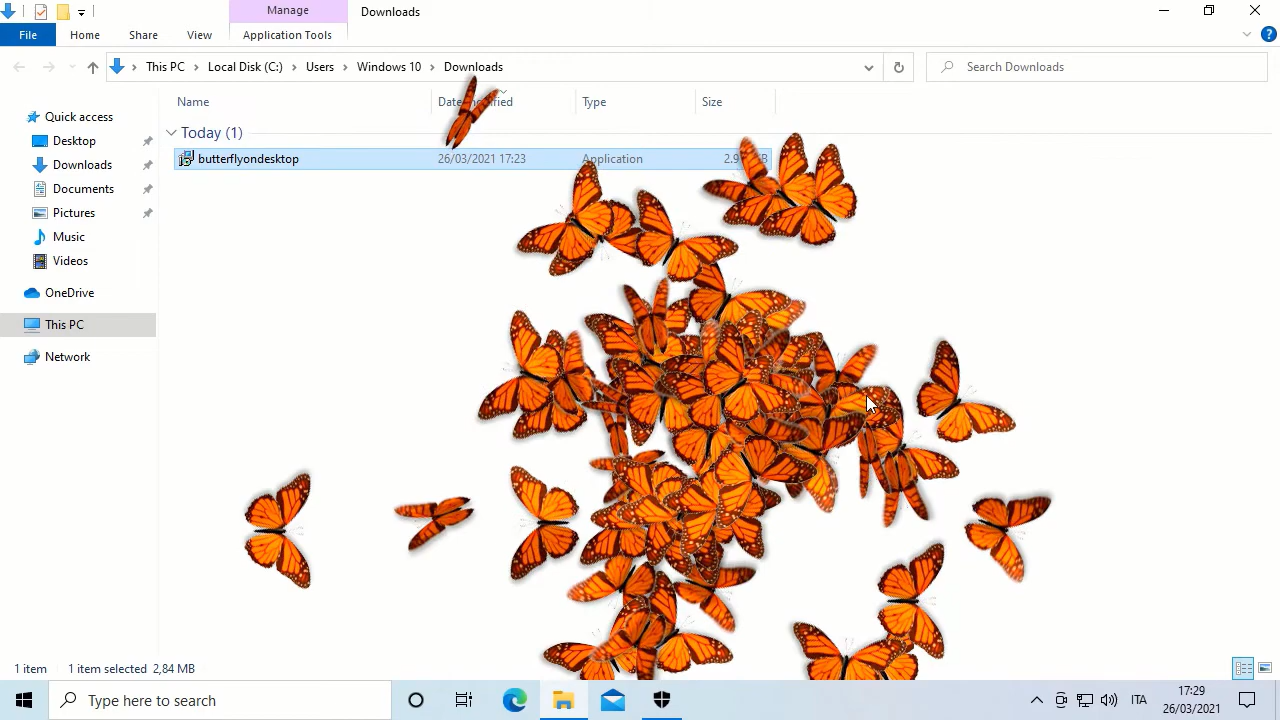 Manage
Downloads
File
Home
Share
View
Application Tools
This PC
Local Disk (C:)
Users
Windows 10
Downloads
Search Downloads
Name
Type
Size
Quick access
Desktop
Downloads
Documents
Pictures
Music
Videos
OneDrive
This PC
Network
Today (1)
butterflyondesktop
26/03/2021 17:23
Application
1 item
1 item selected 2,84 MB
Type here to search
ITA
17:29
26/03/2021